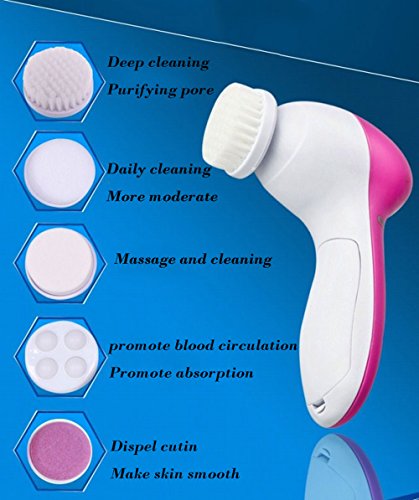 Deep cleaning
Purifying pore
Daily cleaning
More moderate
Massage and cleaning
promote blood circulation
Promote absorption
Dispel cutin
Make skin smooth